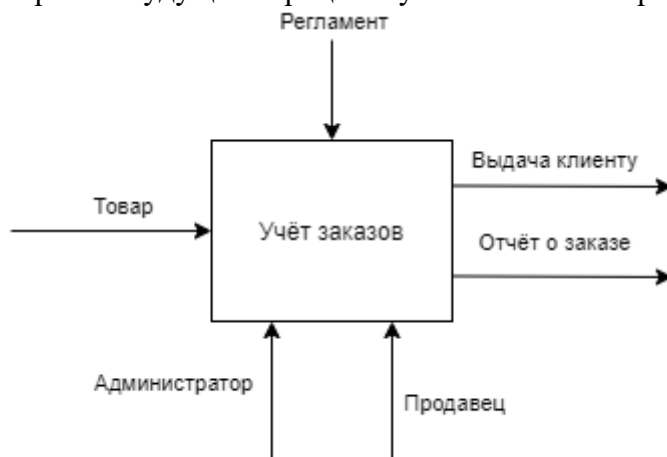 Регламент
Выдача клиенту
Товар
Учёт заказов
Отчёт о заказе
Администратор
Продавец